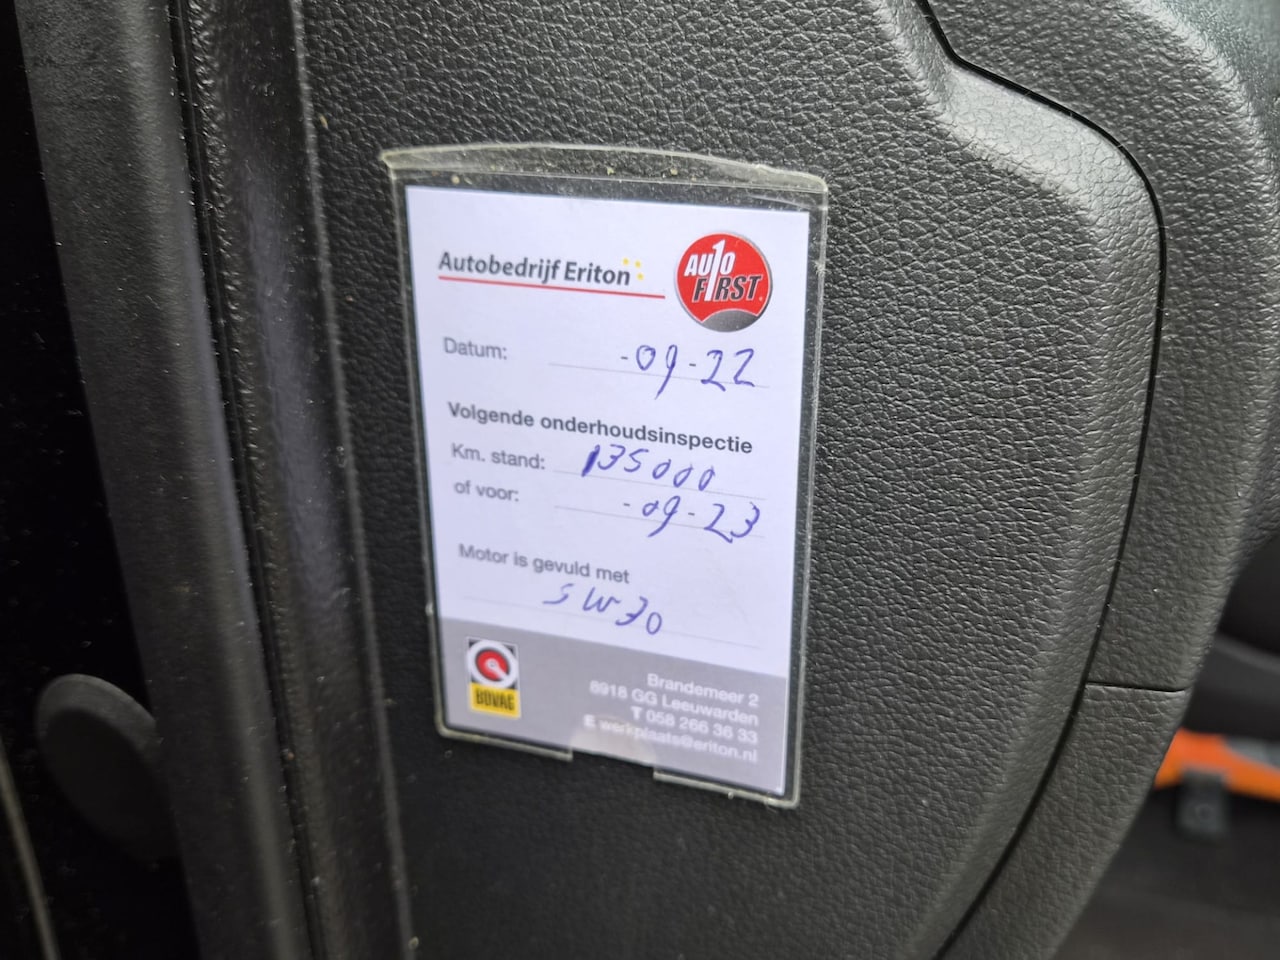 Autobedrijf Eriton
AUTO
F1RST
Datum: -09-22
Volgende onderhoudsinspectie
Km. stand: 135000
of voor: -09-23
Motor is gevuld met
5W30
BOVAG
Brandemeer 2
8918 GG Leeuwarden
T 058 266 36 33
E werkplaats@eriton.nl